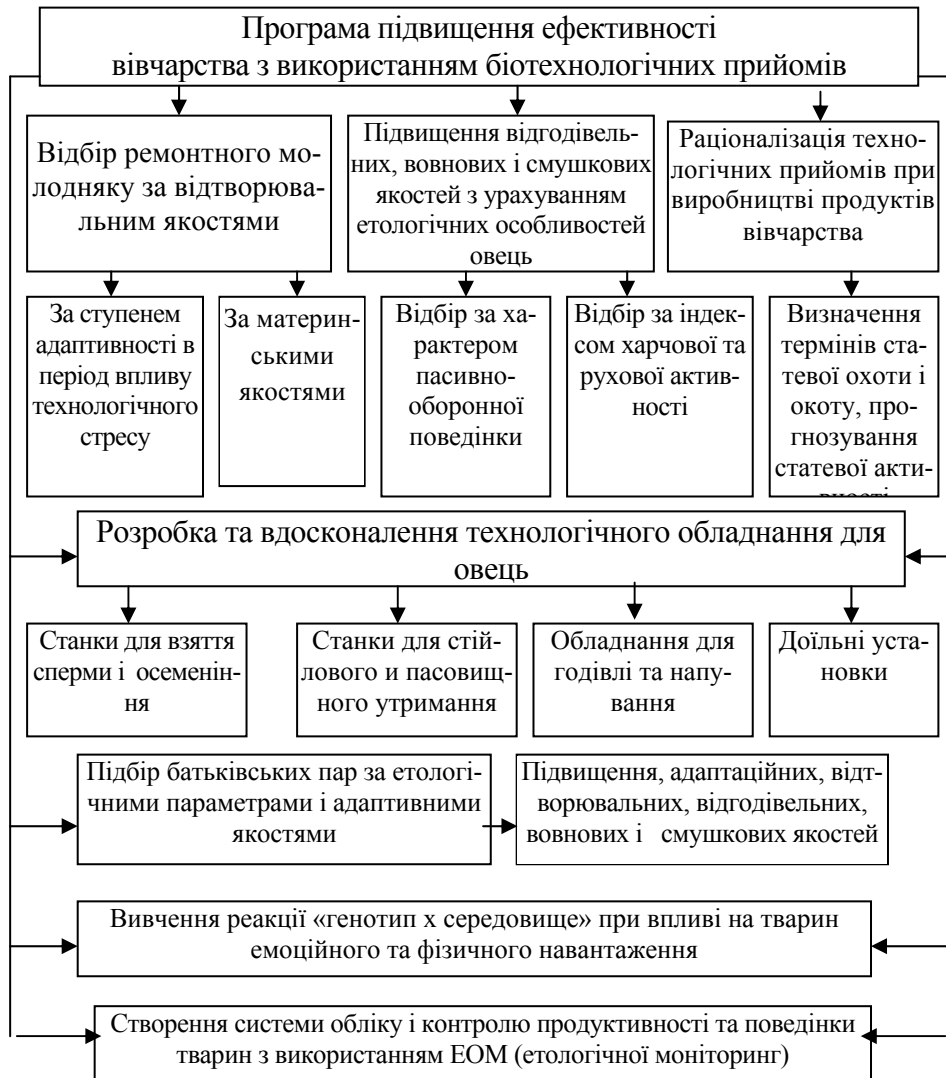 Програма підвищення ефективності
вівчарства з використанням біотехнологічних прийомів
Відбір ремонтного мо-
лодняку за відтворюва-
льним якостями
Підвищення відгодівель-
них, вовнових і смушкових
якостей з урахуванням
етологічних особливостей
овець
Раціоналізація техно-
логічних прийомів при
виробництві продуктів
вівчарства
За ступенем
адаптивності в
період впливу
технологічного
стресу
За материн-
ськими
якостями
Відбір за ха-
рактером
пасивно-
оборонної
поведінки
Відбір за індек-
сом харчової та
рухової актив-
ності
Визначення
термінів ста-
тевої охоти і
окоту, про-
гнозування
статевої акти-
вності
Розробка та вдосконалення технологічного обладнання для
овець
Станки для взяття
сперми і осеменін-
ня
Станки для стій-
лового и пасовищ-
ного утримання
Обладнання для
годівлі та напу-
вання
Доїльні уста-
новки
Підбір батьківських пар за етологі-
чними параметрами і адаптивними
якостями
Підвищення, адаптаційних, відт-
ворювальних, відгодівельних,
вовнових і смушкових якостей
Вивчення реакції «генотип х середовище» при впливі на тварин
емоційного та фізичного навантаження
Створення системи обліку і контролю продуктивності та поведінки
тварин з використанням ЕОМ (етологічної моніторинг)